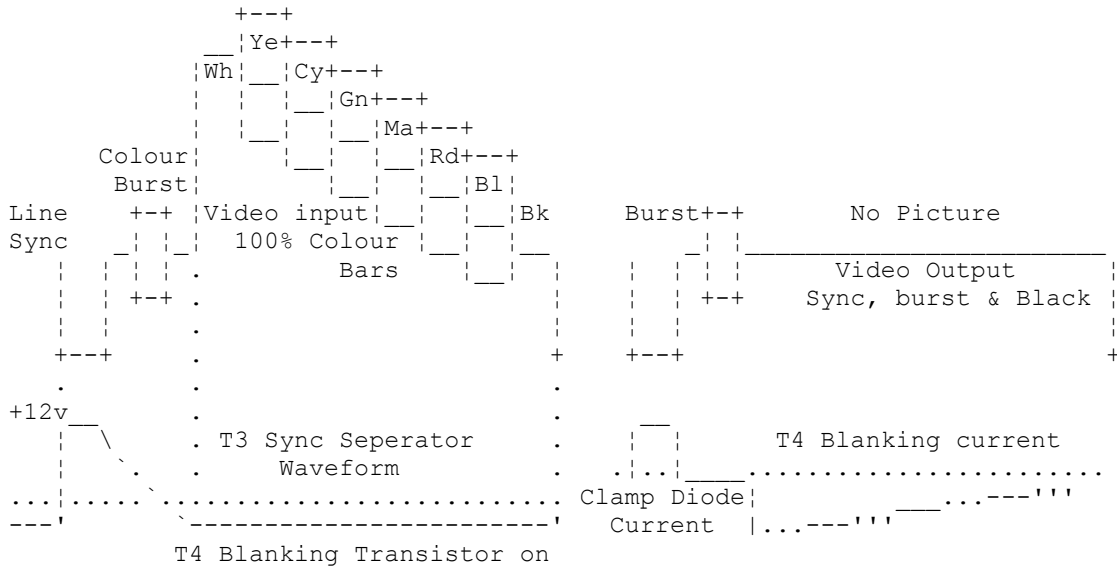 Ye
Wh
Cy
Gn
Ma
Colour Rd
Burst Bl
Line Video input Bk Burst No Picture
Sync 100% Colour
Bars Video Output
Sync, burst & Black
+12v
T3 Sync Seperator T4 Blanking current
Waveform
Clamp Diode
Current
T4 Blanking Transistor on